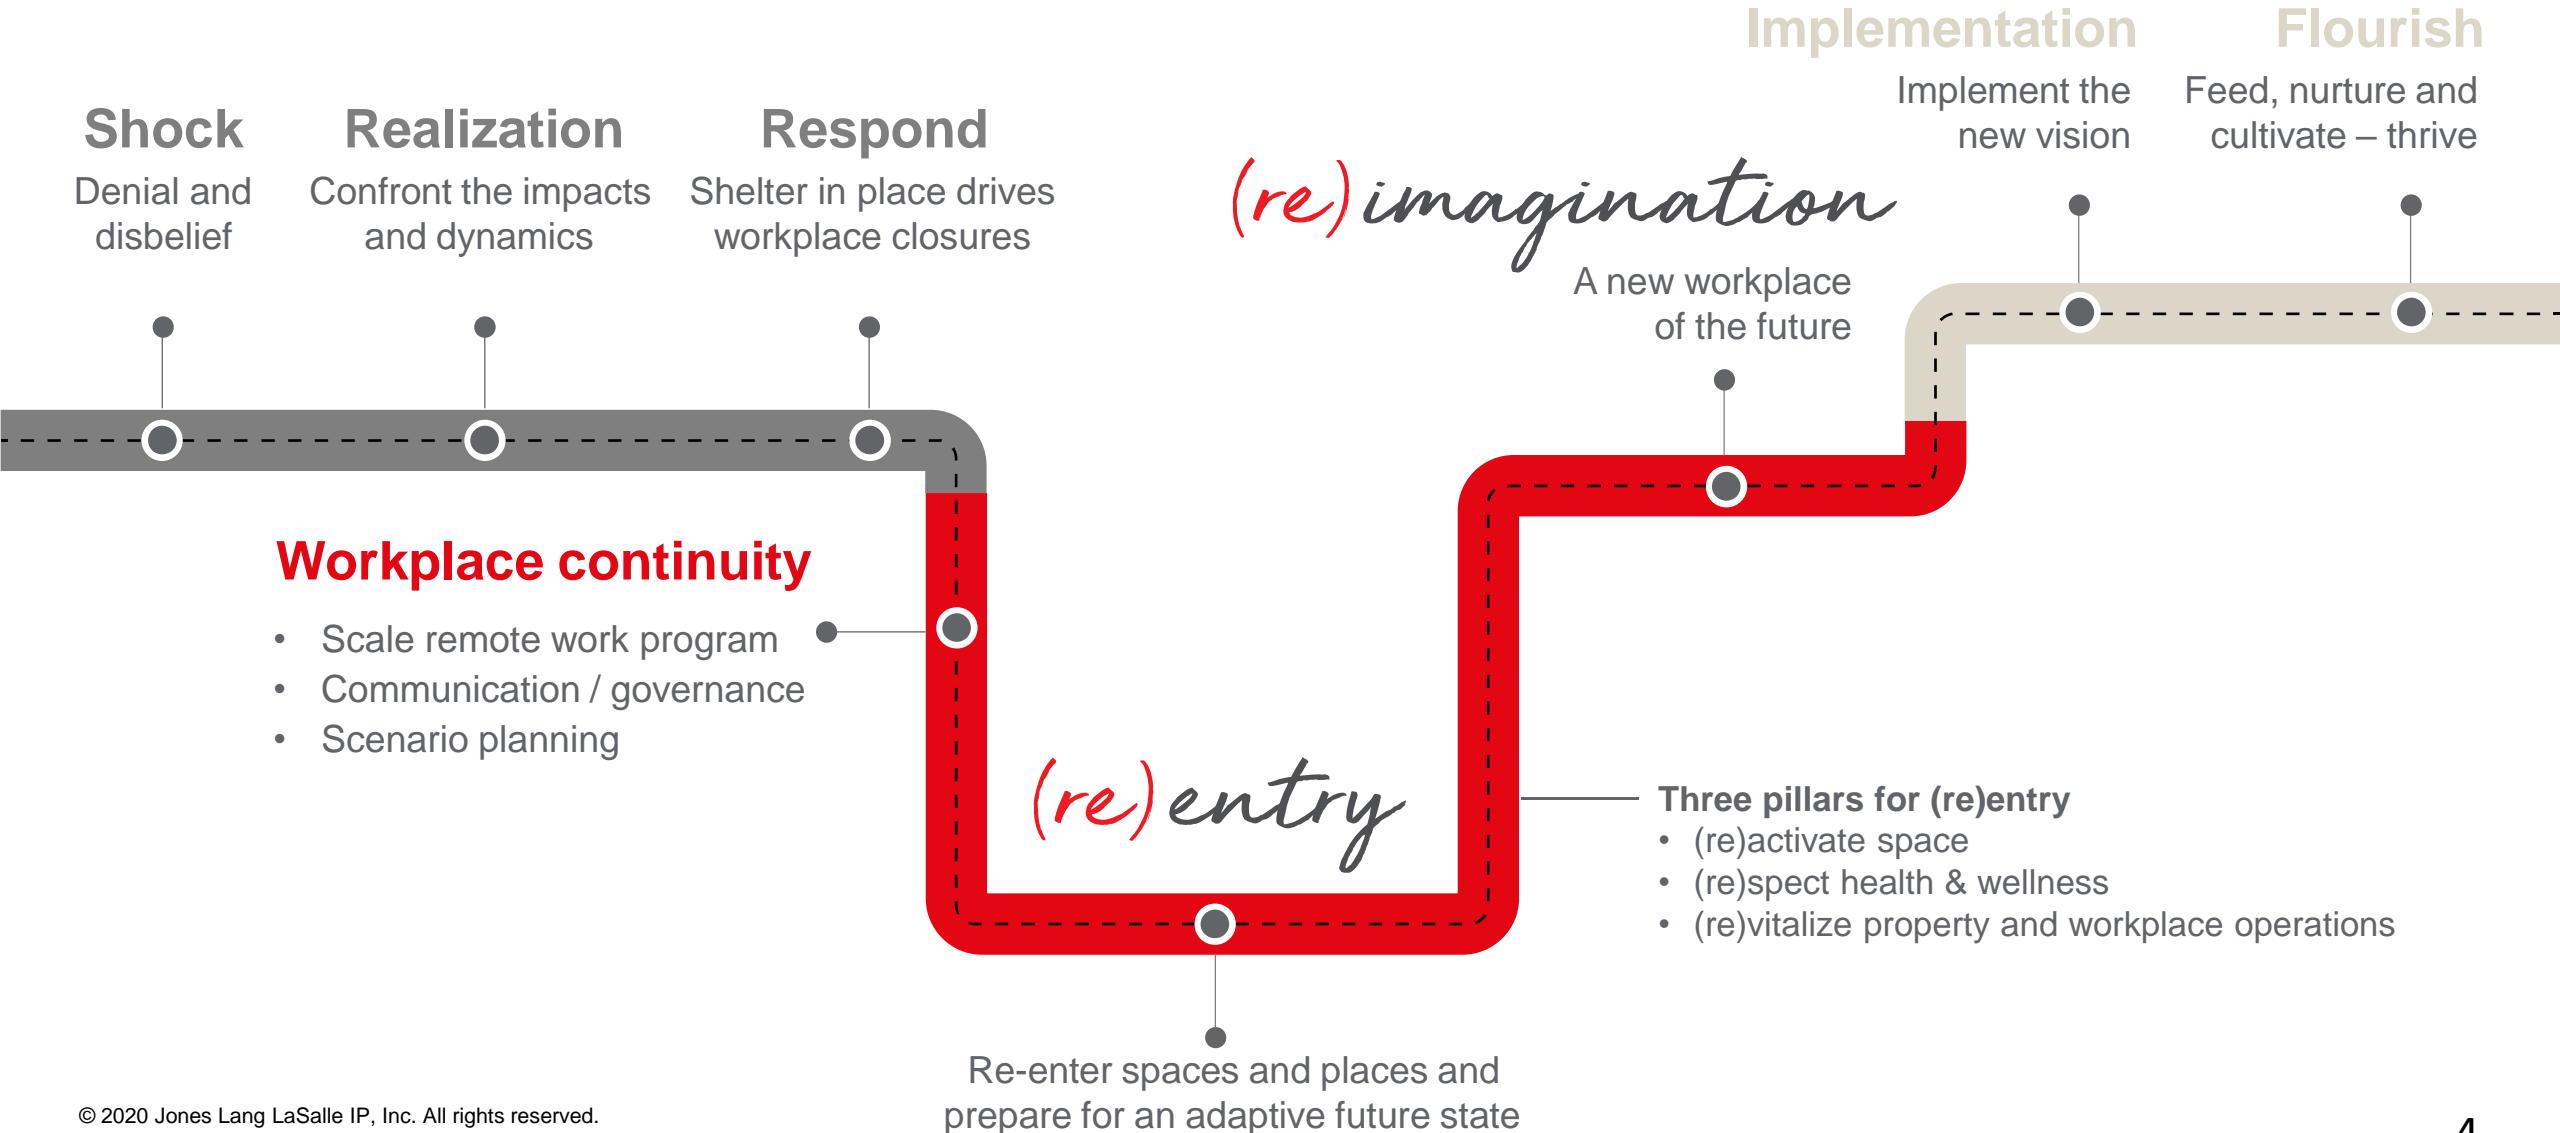 Shock
Denial and
disbelief
Realization
Confront the impacts
and dynamics
Respond
Shelter in place drives
workplace closures
Workplace continuity
• Scale remote work program
• Communication / governance
• Scenario planning
(re)entry
Re-enter spaces and places and
prepare for an adaptive future state
Three pillars for (re)entry
• (re)activate space
• (re)spect health & wellness
• (re)vitalize property and workplace operations
(re)imagination
A new workplace
of the future
Implementation
Implement the
new vision
Flourish
Feed, nurture and
cultivate – thrive
© 2020 Jones Lang LaSalle IP, Inc. All rights reserved.
4